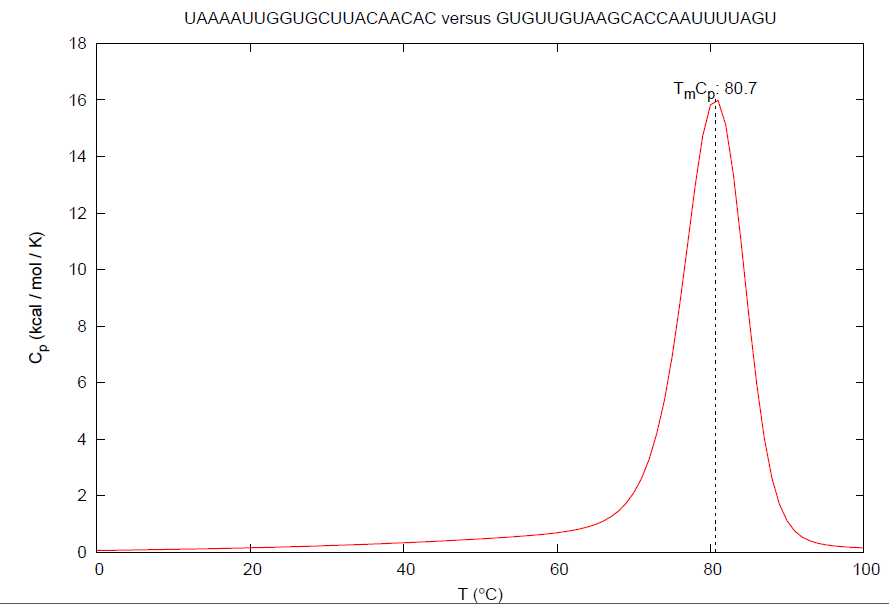 UAAAAUUGGUGCUUACAACAC versus GUGUUGUAAGCACCAAUUUUAGU
18
16
14
12
10
8
6
4
2
0
Cp (kcal / mol / K)
TmCp: 80.7
0 20 40 60 80 100
T (°C)